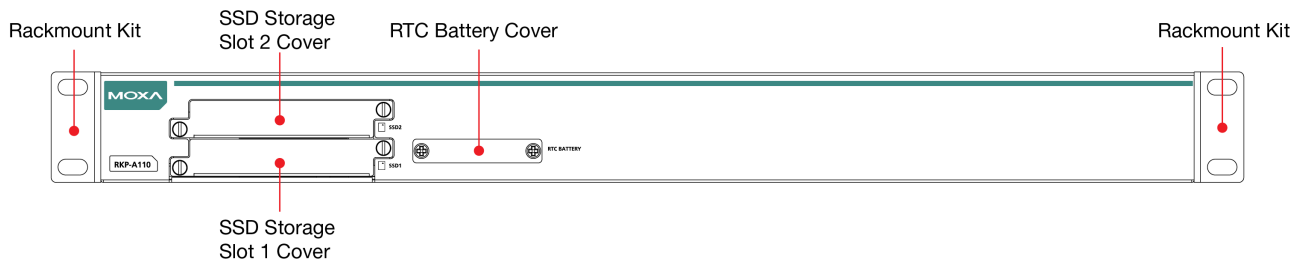 Rackmount Kit
SSD Storage
Slot 2 Cover
RTC Battery Cover
Rackmount Kit
MOXA
SSD2
RTC BATTERY
RKP-A110
SSD1
SSD Storage
Slot 1 Cover